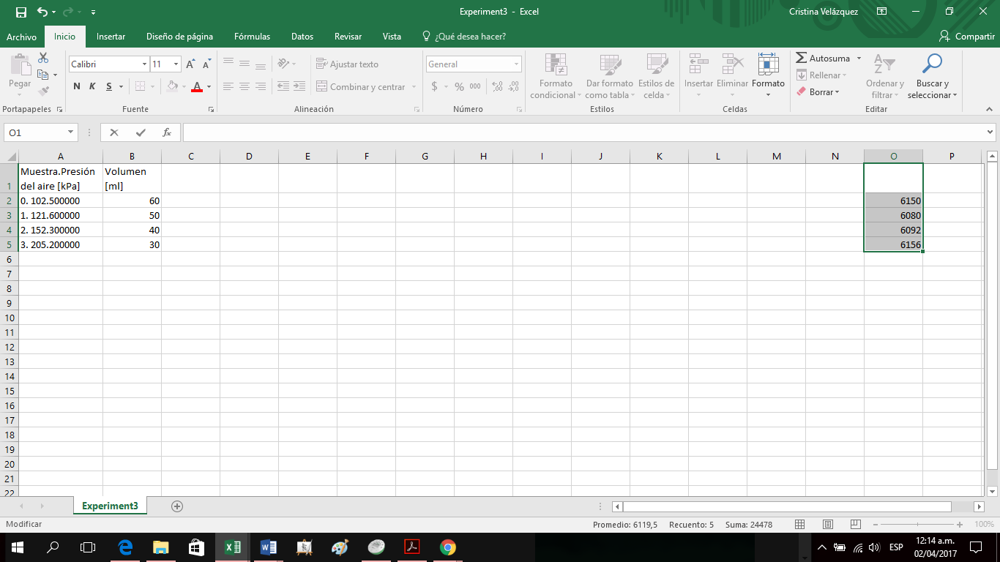 Experiment3 - Excel
Cristina Velázquez
Archivo Inicio Insertar Diseño de página Fórmulas Datos Revisar Vista ¿Qué desea hacer? Compartir
Pegar
Portapapeles
Calibri 11
N K S A
Fuente
Ajustar texto
Combinar y centrar
Alineación
General
$ % 000
Número
Formato condicional
Dar formato como tabla
Estilos de celda
Estilos
Insertar Eliminar Formato
Celdas
Autosuma
Rellenar
Borrar
Ordenar y filtrar
Buscar y seleccionar
Editar
O1 fx
A B C D E F G H I J K L M N O P
1 Muestra.Presión del aire [kPa] Volumen [ml]
2 0. 102.500000 60 6150
3 1. 121.600000 50 6080
4 2. 152.300000 40 6092
5 3. 205.200000 30 6156
6
7
8
9
10
11
12
13
14
15
16
17
18
19
20
21
22
Experiment3
Modificar Promedio: 6119,5 Recuento: 5 Suma: 24478 100%
ESP
12:14 a.m.
02/04/2017